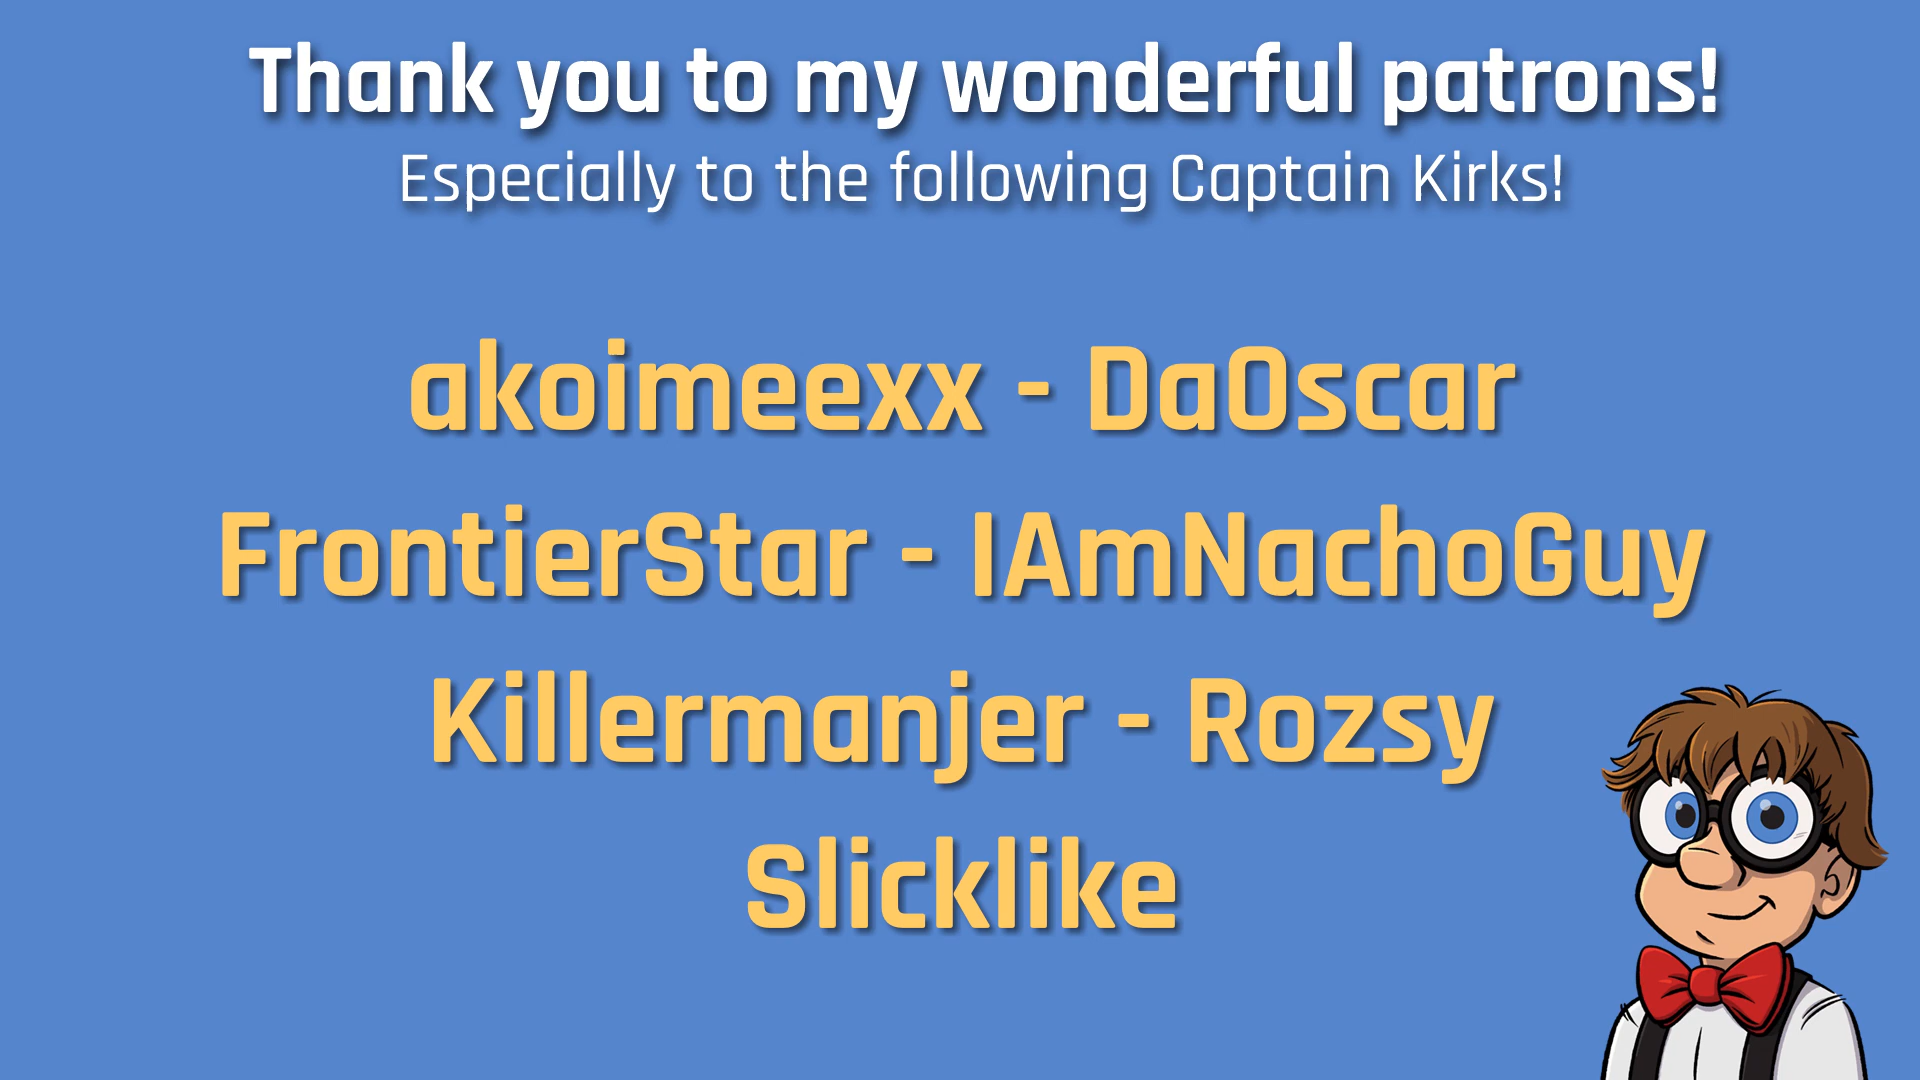 Thank you to my wonderful patrons!
Especially to the following Captain Kirks!
akoimeexx - DaOscar
FrontierStar - IAmNachoGuy
Killermanjer - Rozsy
Slicklike